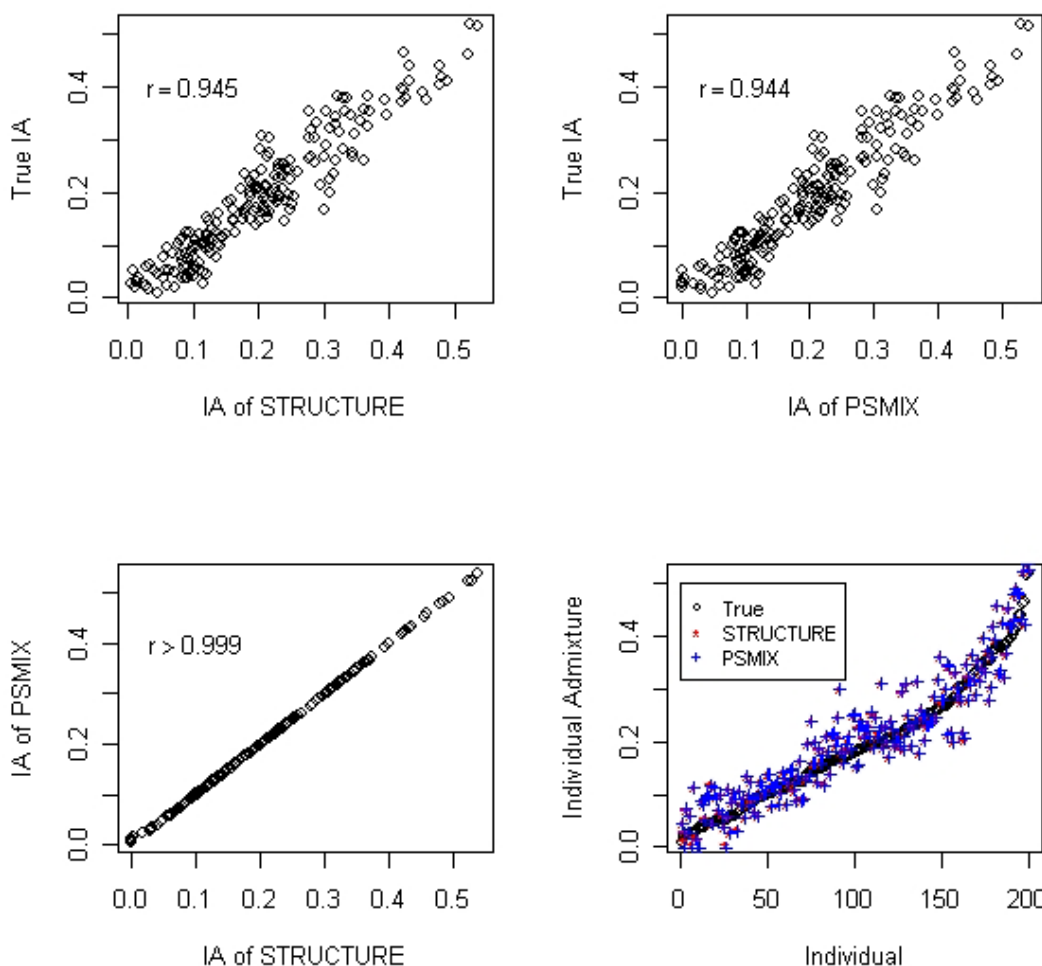 True IA
0.0 0.2 0.4
r = 0.945
0.0 0.1 0.2 0.3 0.4 0.5
IA of STRUCTURE
True IA
0.0 0.2 0.4
r = 0.944
0.0 0.1 0.2 0.3 0.4 0.5
IA of PSMIX
IA of PSMIX
0.0 0.2 0.4
r > 0.999
0.0 0.1 0.2 0.3 0.4 0.5
IA of STRUCTURE
Individual Admixture
0.0 0.2 0.4
True
STRUCTURE
PSMIX
0 50 100 150 200
Individual